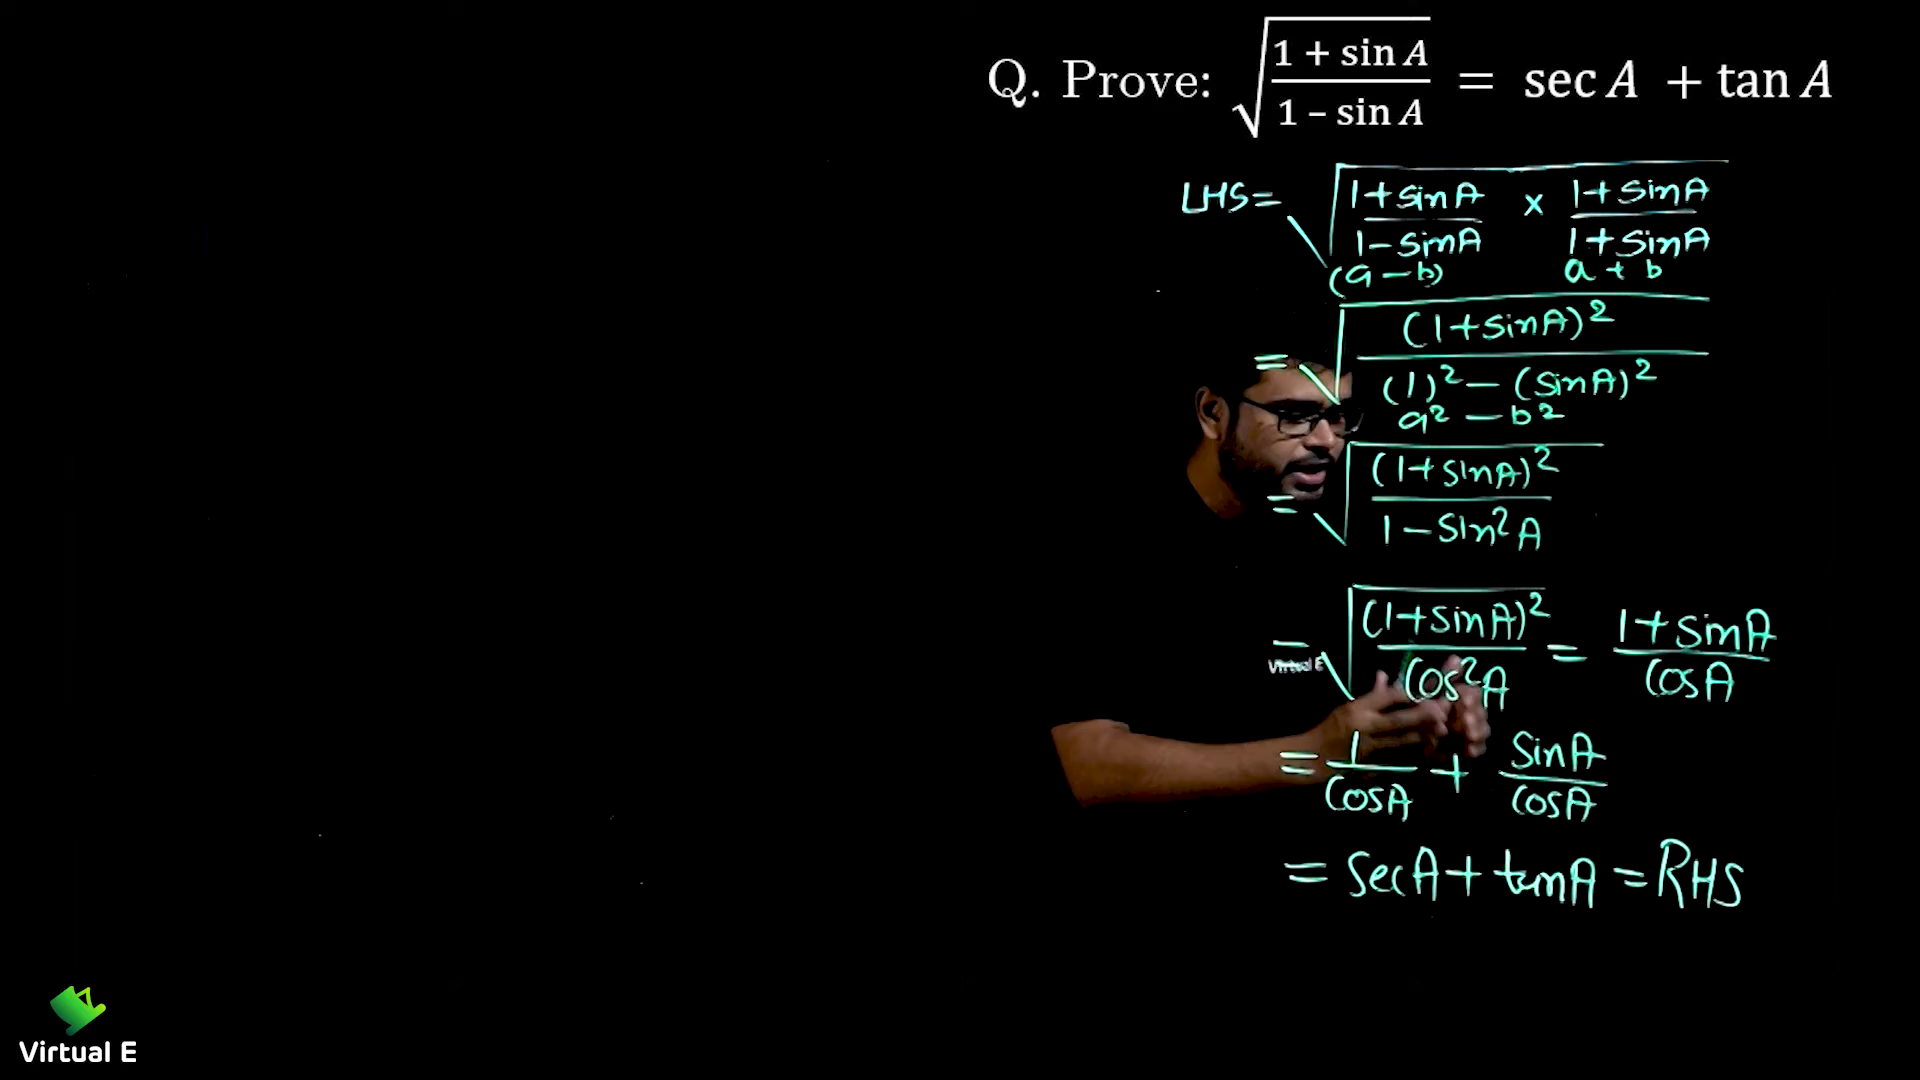 Q. Prove: √((1 + sin A)/(1 – sin A)) = sec A + tan A
LHS = √((1+sinA)/(1-sinA) × (1+sinA)/(1+sinA))
(a-b) a+b
= √((1+sinA)²/((1)²-(sinA)²))
a²-b²
= √((1+sinA)²/(1-sin²A))
= √((1+sinA)²/(Cos²A)) = (1+sinA)/(CosA)
Virtual E
= 1/CosA + SinA/CosA
= SecA + tanA = RHS
Virtual E